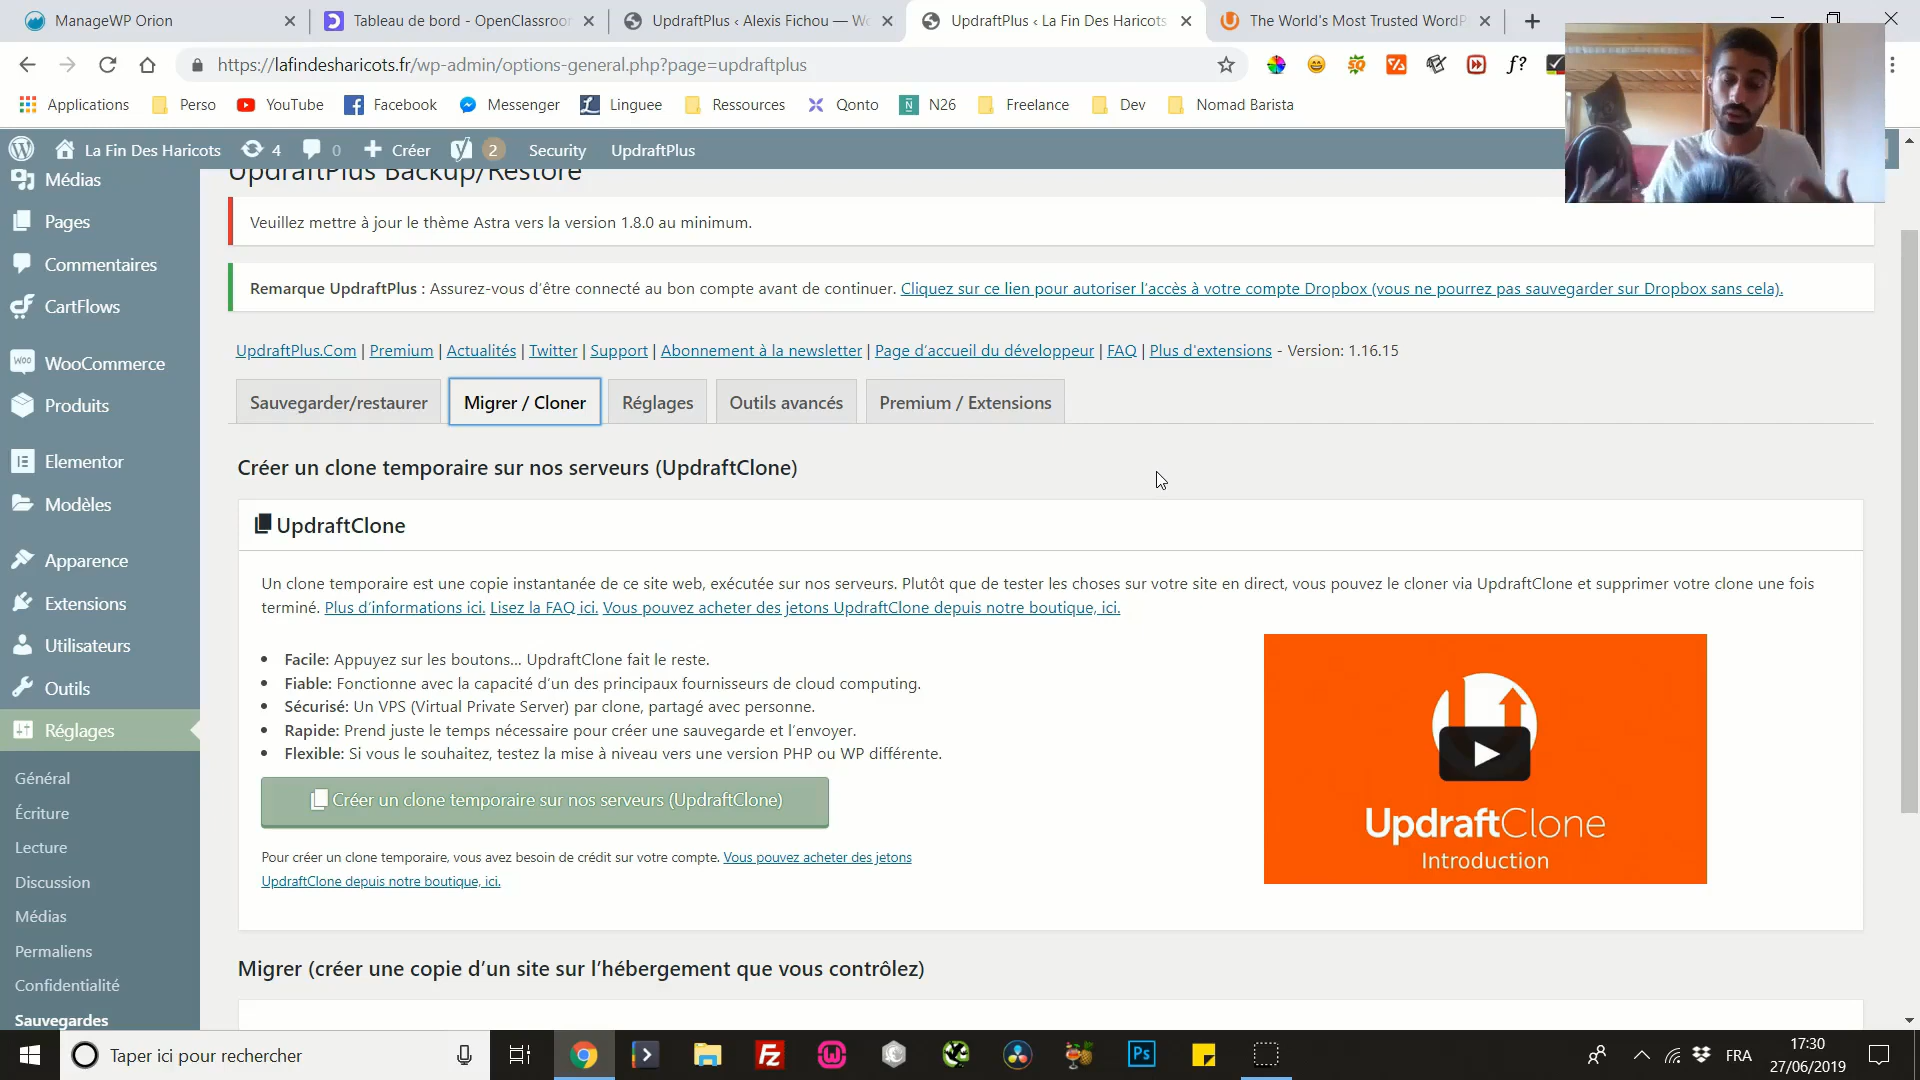 ManageWP Orion
Tableau de bord - OpenClassroor
UpdraftPlus ‹ Alexis Fichou — Wo
UpdraftPlus ‹ La Fin Des Haricots
The World's Most Trusted WordP
https://lafindesharicots.fr/wp-admin/options-general.php?page=updraftplus
Applications
Perso
YouTube
Facebook
Messenger
Linguee
Ressources
Qonto
N26
Freelance
Dev
Nomad Barista
La Fin Des Haricots
4
0
Créer
2
Security
UpdraftPlus
Médias
Pages
Commentaires
CartFlows
WooCommerce
Produits
Elementor
Modèles
Apparence
Extensions
Utilisateurs
Outils
Réglages
Général
Écriture
Lecture
Discussion
Médias
Permaliens
Confidentialité
Sauvegardes
UpdraftPlus Backup/Restore
Veuillez mettre à jour le thème Astra vers la version 1.8.0 au minimum.
Remarque UpdraftPlus : Assurez-vous d’être connecté au bon compte avant de continuer. Cliquez sur ce lien pour autoriser l’accès à votre compte Dropbox (vous ne pourrez pas sauvegarder sur Dropbox sans cela).
UpdraftPlus.Com | Premium | Actualités | Twitter | Support | Abonnement à la newsletter | Page d’accueil du développeur | FAQ | Plus d'extensions - Version: 1.16.15
Sauvegarder/restaurer
Migrer / Cloner
Réglages
Outils avancés
Premium / Extensions
Créer un clone temporaire sur nos serveurs (UpdraftClone)
UpdraftClone
Un clone temporaire est une copie instantanée de ce site web, exécutée sur nos serveurs. Plutôt que de tester les choses sur votre site en direct, vous pouvez le cloner via UpdraftClone et supprimer votre clone une fois
terminé. Plus d’informations ici. Lisez la FAQ ici. Vous pouvez acheter des jetons UpdraftClone depuis notre boutique, ici.
Facile: Appuyez sur les boutons… UpdraftClone fait le reste.
Fiable: Fonctionne avec la capacité d’un des principaux fournisseurs de cloud computing.
Sécurisé: Un VPS (Virtual Private Server) par clone, partagé avec personne.
Rapide: Prend juste le temps nécessaire pour créer une sauvegarde et l’envoyer.
Flexible: Si vous le souhaitez, testez la mise à niveau vers une version PHP ou WP différente.
Créer un clone temporaire sur nos serveurs (UpdraftClone)
Pour créer un clone temporaire, vous avez besoin de crédit sur votre compte. Vous pouvez acheter des jetons
UpdraftClone depuis notre boutique, ici.
UpdraftClone
Introduction
Migrer (créer une copie d’un site sur l’hébergement que vous contrôlez)
Taper ici pour rechercher
Ps
FRA
17:30
27/06/2019